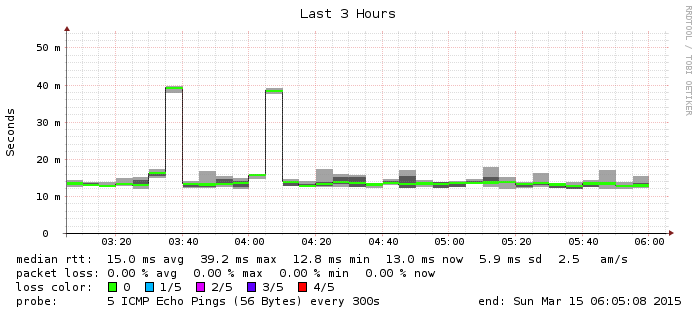 Last 3 Hours
RRDTOOL / TOBI OETIKER
Seconds
50 m
40 m
30 m
20 m
10 m
0
03:20 03:40 04:00 04:20 04:40 05:00 05:20 05:40 06:00
median rtt: 15.0 ms avg 39.2 ms max 12.8 ms min 13.0 ms now 5.9 ms sd 2.5 am/s
packet loss: 0.00 % avg 0.00 % max 0.00 % min 0.00 % now
loss color: 0 1/5 2/5 3/5 4/5
probe: 5 ICMP Echo Pings (56 Bytes) every 300s end: Sun Mar 15 06:05:08 2015